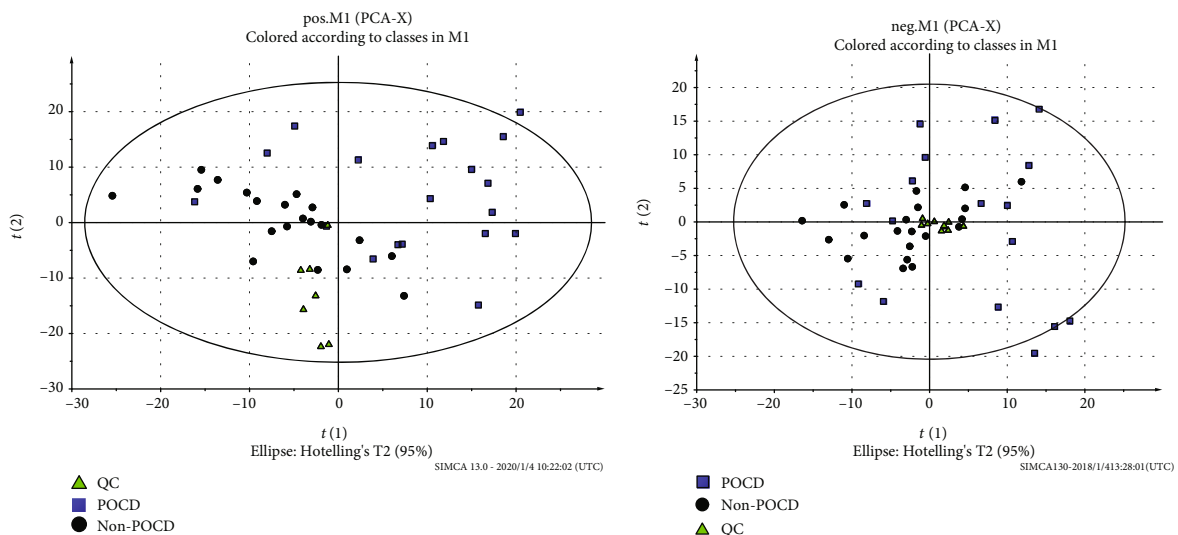 pos.M1 (PCA-X)
Colored according to classes in M1
20
10
0
−10
−20
−30
t (2)
−30 −20 −10 0 10 20
t (1)
Ellipse: Hotelling's T2 (95%)
SIMCA 13.0 - 2020/1/4 10:22:02 (UTC)
QC
POCD
Non-POCD
neg.M1 (PCA-X)
Colored according to classes in M1
20
15
10
5
0
−5
−10
−15
−20
−25
t (2)
−30 −20 −10 0 10 20
t (1)
Ellipse: Hotelling's T2 (95%)
SIMCA130-2018/1/413:28:01(UTC)
POCD
Non-POCD
QC